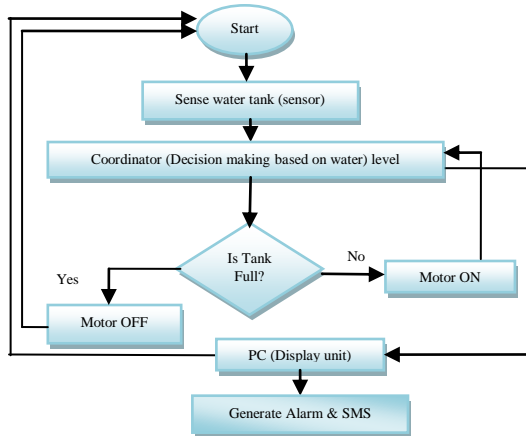 Start
Sense water tank (sensor)
Coordinator (Decision making based on water) level
Is Tank
Full?
No
Yes
Motor ON
Motor OFF
PC (Display unit)
Generate Alarm & SMS